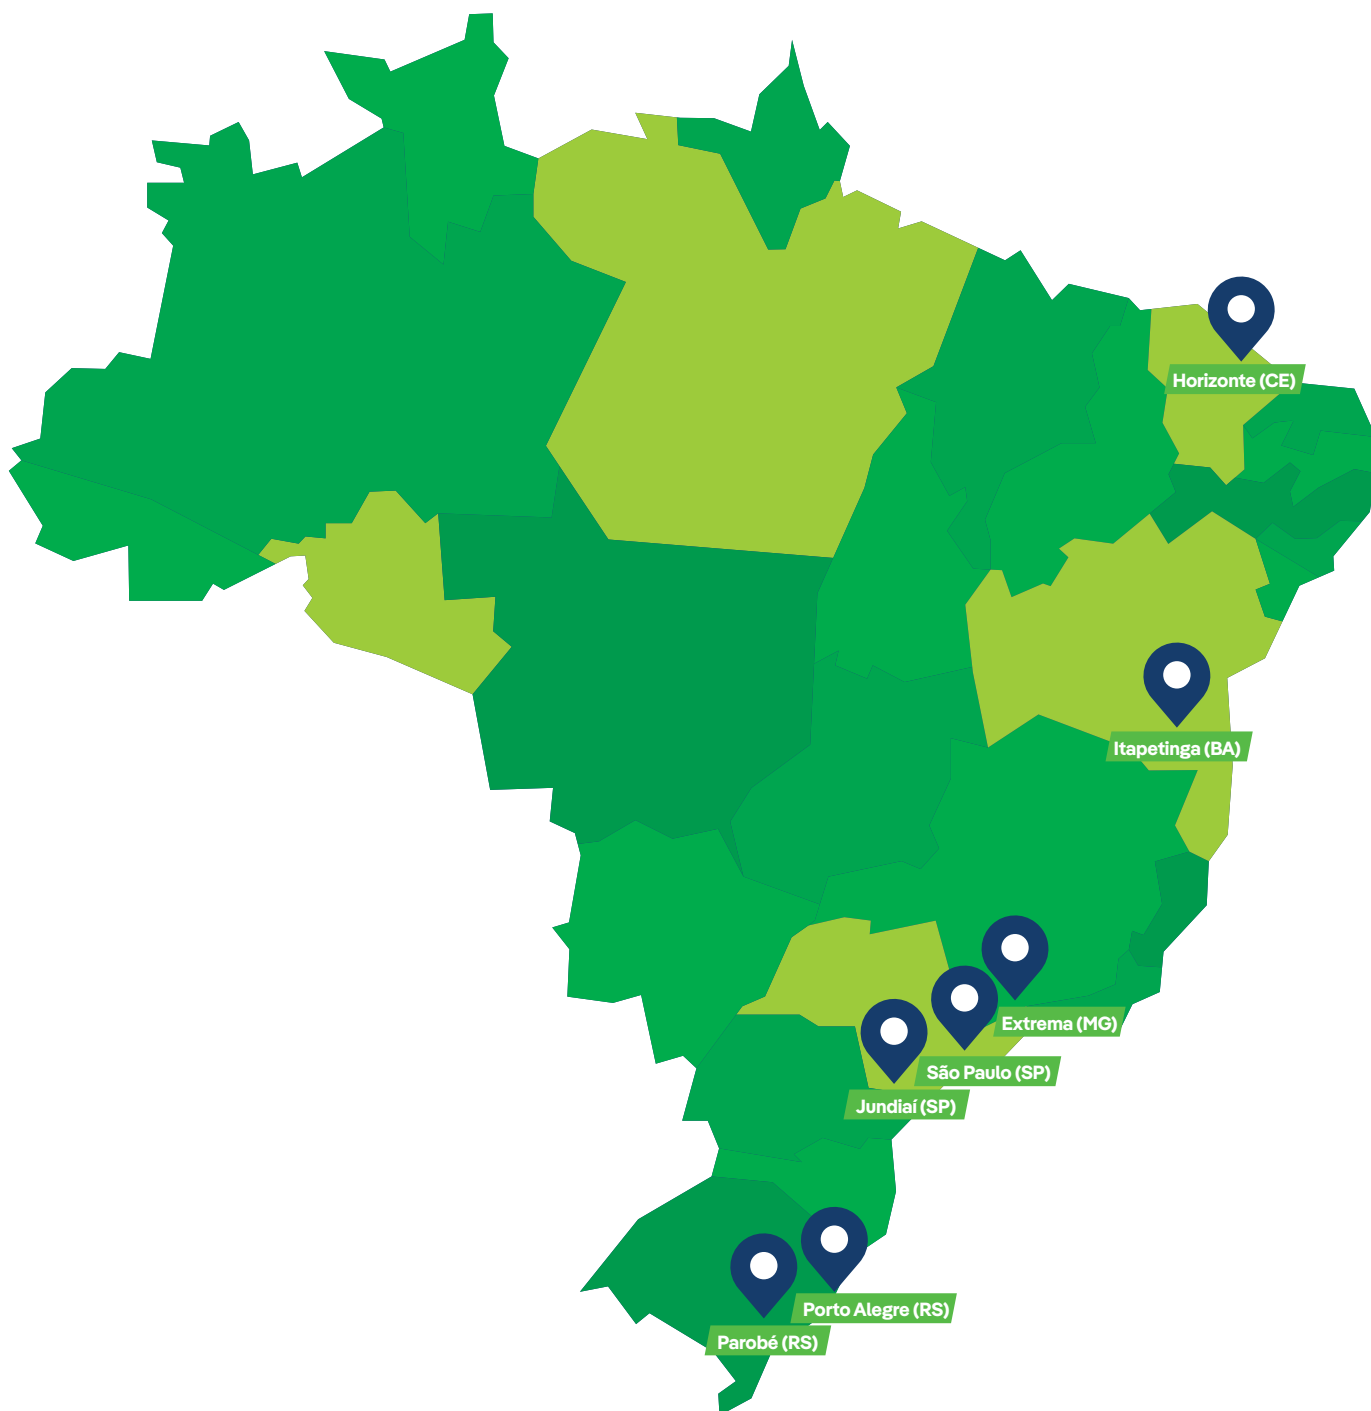 Horizonte (CE)
Itapetinga (BA)
Extrema (MG)
São Paulo (SP)
Jundiaí (SP)
Porto Alegre (RS)
Parobé (RS)